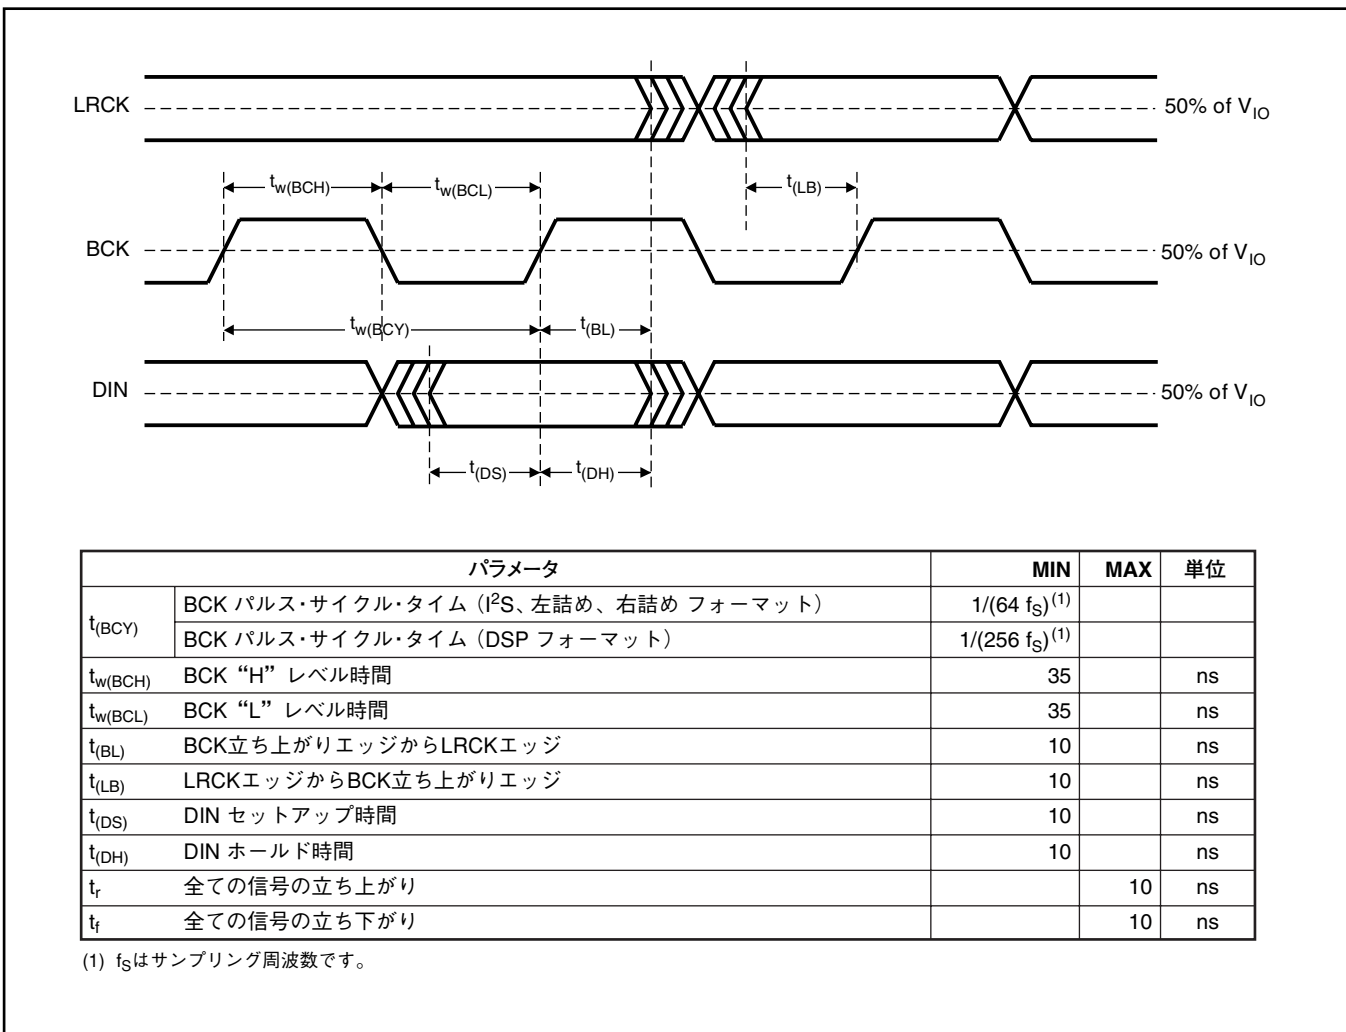 LRCK
50% of V_IO
t_w(BCH)
t_w(BCL)
t_(LB)
BCK
50% of V_IO
t_w(BCY)
t_(BL)
DIN
50% of V_IO
t_(DS)
t_(DH)
パラメータ MIN MAX 単位
t_(BCY) BCK パルス・サイクル・タイム（I²S、左詰め、右詰め フォーマット） 1/(64 f_S)^(1)
BCK パルス・サイクル・タイム（DSP フォーマット） 1/(256 f_S)^(1)
t_w(BCH) BCK “H” レベル時間 35 ns
t_w(BCL) BCK “L” レベル時間 35 ns
t_(BL) BCK立ち上がりエッジからLRCKエッジ 10 ns
t_(LB) LRCKエッジからBCK立ち上がりエッジ 10 ns
t_(DS) DIN セットアップ時間 10 ns
t_(DH) DIN ホールド時間 10 ns
t_r 全ての信号の立ち上がり 10 ns
t_f 全ての信号の立ち下がり 10 ns
(1) f_Sはサンプリング周波数です。